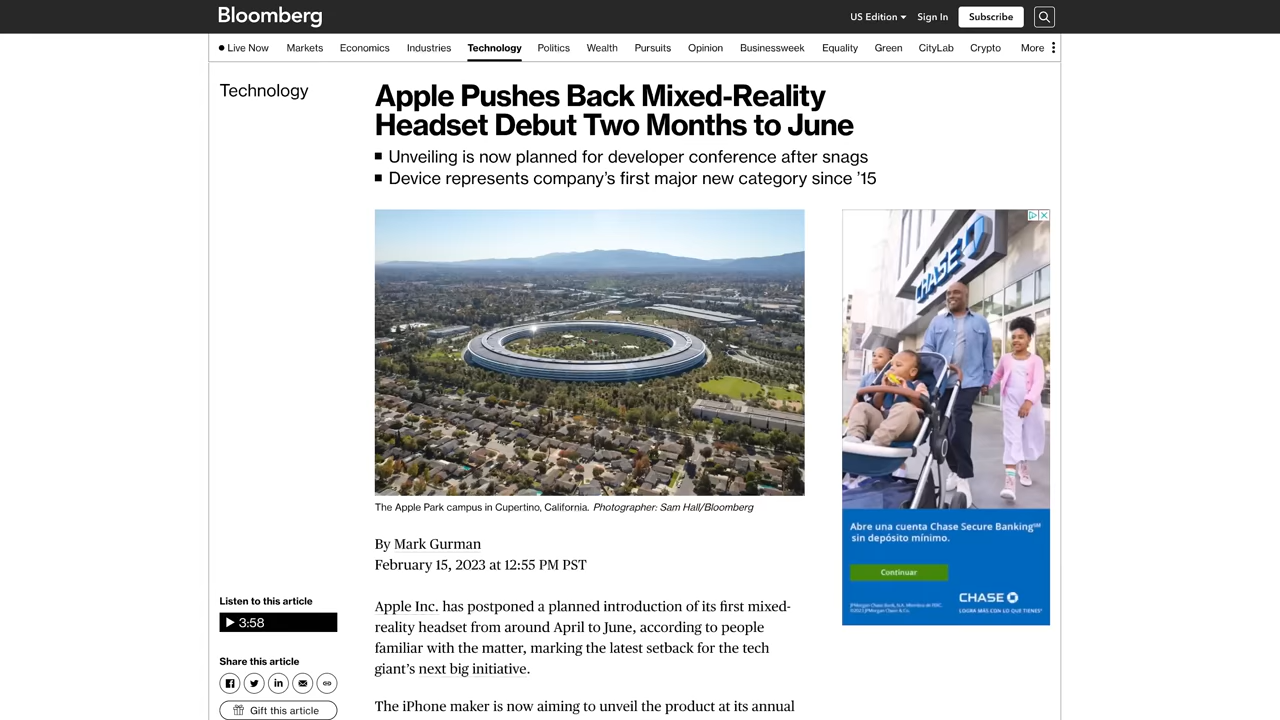 Bloomberg
US Edition
Sign In
Subscribe
Live Now
Markets
Economics
Industries
Technology
Politics
Wealth
Pursuits
Opinion
Businessweek
Equality
Green
CityLab
Crypto
More
Technology
Apple Pushes Back Mixed-Reality
Headset Debut Two Months to June
Unveiling is now planned for developer conference after snags
Device represents company's first major new category since '15
The Apple Park campus in Cupertino, California. Photographer: Sam Hall/Bloomberg
By Mark Gurman
February 15, 2023 at 12:55 PM PST
Listen to this article
3:58
Share this article
Gift this article
Apple Inc. has postponed a planned introduction of its first mixed-
reality headset from around April to June, according to people
familiar with the matter, marking the latest setback for the tech
giant's next big initiative.
The iPhone maker is now aiming to unveil the product at its annual
CHASE
Abre una cuenta Chase Secure Banking℠
sin depósito mínimo.
Continuar
CHASE
LOGRAR MÁS CON LO QUE TIENES